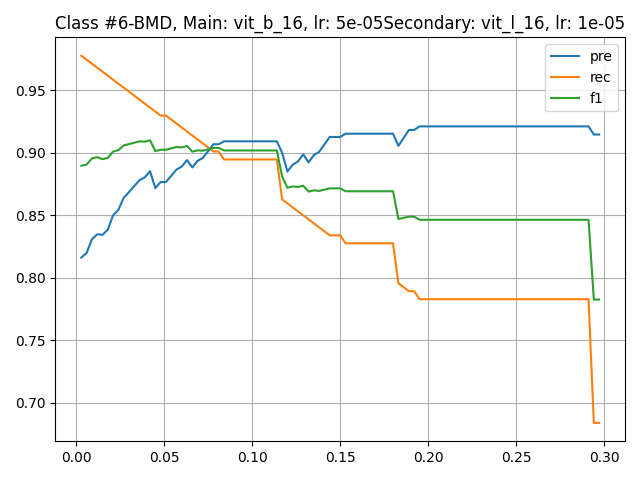 Class #6-BMD, Main: vit_b_16, lr: 5e-05Secondary: vit_l_16, lr: 1e-05
pre
rec
f1
0.95
0.90
0.85
0.80
0.75
0.70
0.00 0.05 0.10 0.15 0.20 0.25 0.30